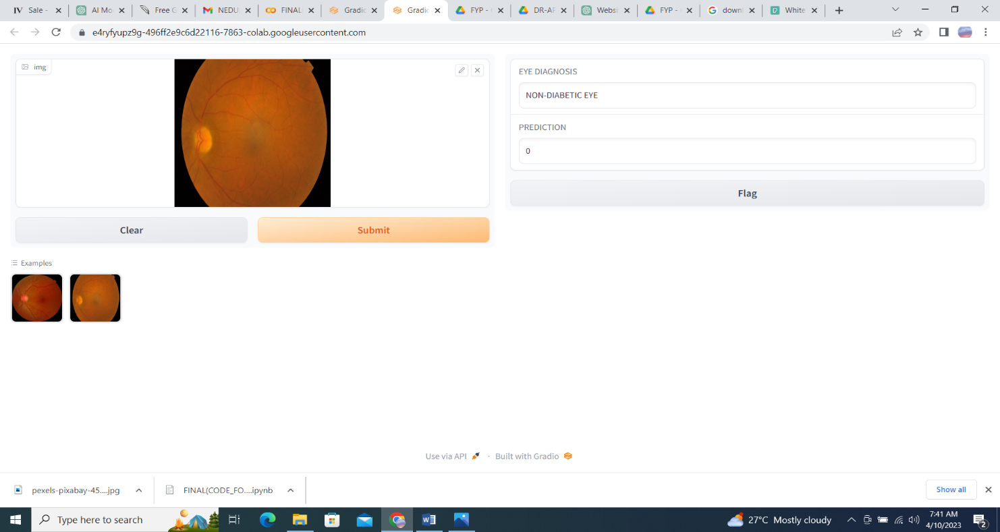 IV Sale -
AI Mo
Free G
NEDU
FINAL
Gradio
Gradio
FYP -
DR-AF
Websi
FYP -
downl
White
e4ryfyupz9g-496ff2e9c6d22116-7863-colab.googleusercontent.com
img
EYE DIAGNOSIS
NON-DIABETIC EYE
PREDICTION
0
Flag
Clear
Submit
Examples
Use via API · Built with Gradio
pexels-pixabay-45....jpg
FINAL(CODE_FO....ipynb
Show all
Type here to search
27°C Mostly cloudy
7:41 AM
4/10/2023
2